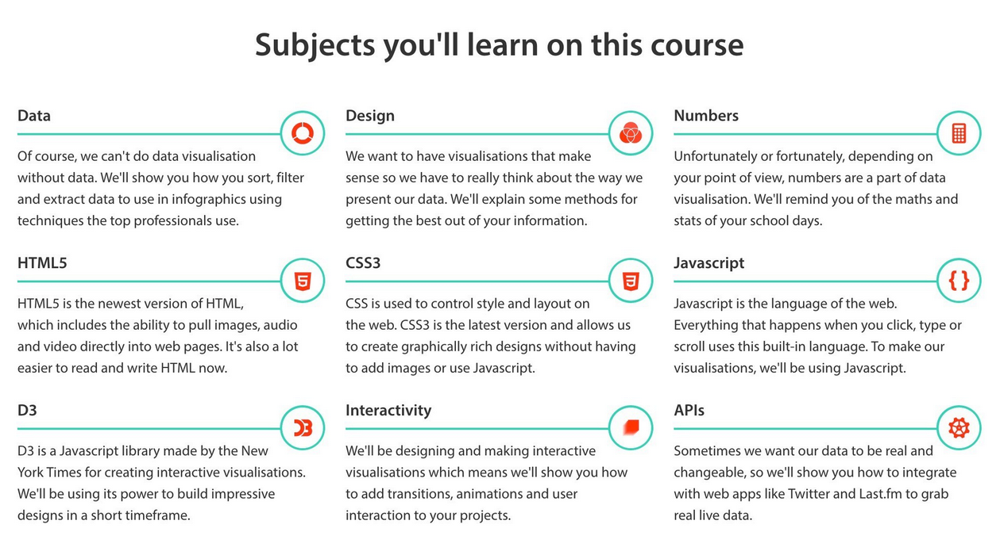 Subjects you'll learn on this course
Data
Of course, we can't do data visualisation
without data. We'll show you how you sort, filter
and extract data to use in infographics using
techniques the top professionals use.
Design
We want to have visualisations that make
sense so we have to really think about the way we
present our data. We'll explain some methods for
getting the best out of your information.
Numbers
Unfortunately or fortunately, depending on
your point of view, numbers are a part of data
visualisation. We'll remind you of the maths and
stats of your school days.
HTML5
HTML5 is the newest version of HTML,
which includes the ability to pull images, audio
and video directly into web pages. It's also a lot
easier to read and write HTML now.
CSS3
CSS is used to control style and layout on
the web. CSS3 is the latest version and allows us
to create graphically rich designs without having
to add images or use Javascript.
Javascript
Javascript is the language of the web.
Everything that happens when you click, type or
scroll uses this built-in language. To make our
visualisations, we'll be using Javascript.
D3
D3 is a Javascript library made by the New
York Times for creating interactive visualisations.
We'll be using its power to build impressive
designs in a short timeframe.
Interactivity
We'll be designing and making interactive
visualisations which means we'll show you how
to add transitions, animations and user
interaction to your projects.
APIs
Sometimes we want our data to be real and
changeable, so we'll show you how to integrate
with web apps like Twitter and Last.fm to grab
real live data.